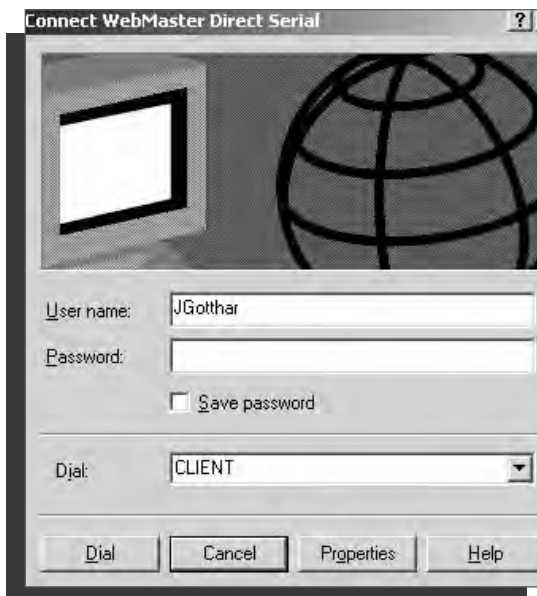 Connect WebMaster Direct Serial ?
User name: JGotthar
Password:
Save password
Dial: CLIENT
Dial Cancel Properties Help